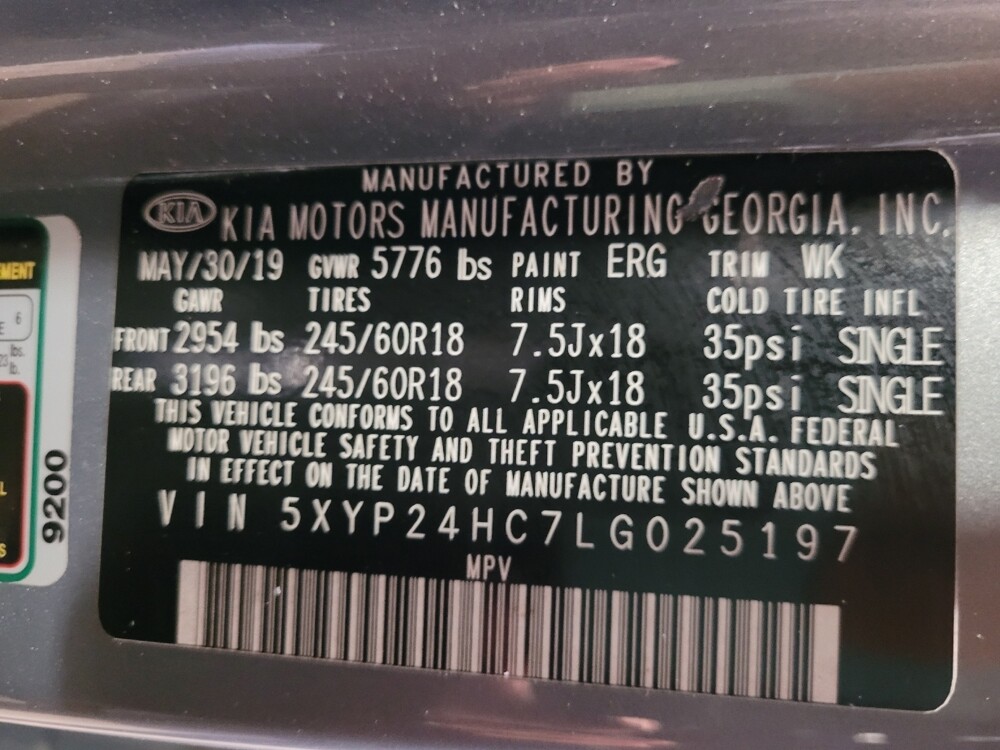 MANUFACTURED BY
KIA KIA MOTORS MANUFACTURING GEORGIA, INC.
MAY/30/19 GVWR 5776 lbs PAINT ERG TRIM WK
GAWR TIRES RIMS COLD TIRE INFL
FRONT 2954 lbs 245/60R18 7.5Jx18 35psi SINGLE
REAR 3196 lbs 245/60R18 7.5Jx18 35psi SINGLE
THIS VEHICLE CONFORMS TO ALL APPLICABLE U.S.A. FEDERAL
MOTOR VEHICLE SAFETY AND THEFT PREVENTION STANDARDS
IN EFFECT ON THE DATE OF MANUFACTURE SHOWN ABOVE
VIN 5XYP24HC7LG025197
MPV
6
lbs.
lb.
9200